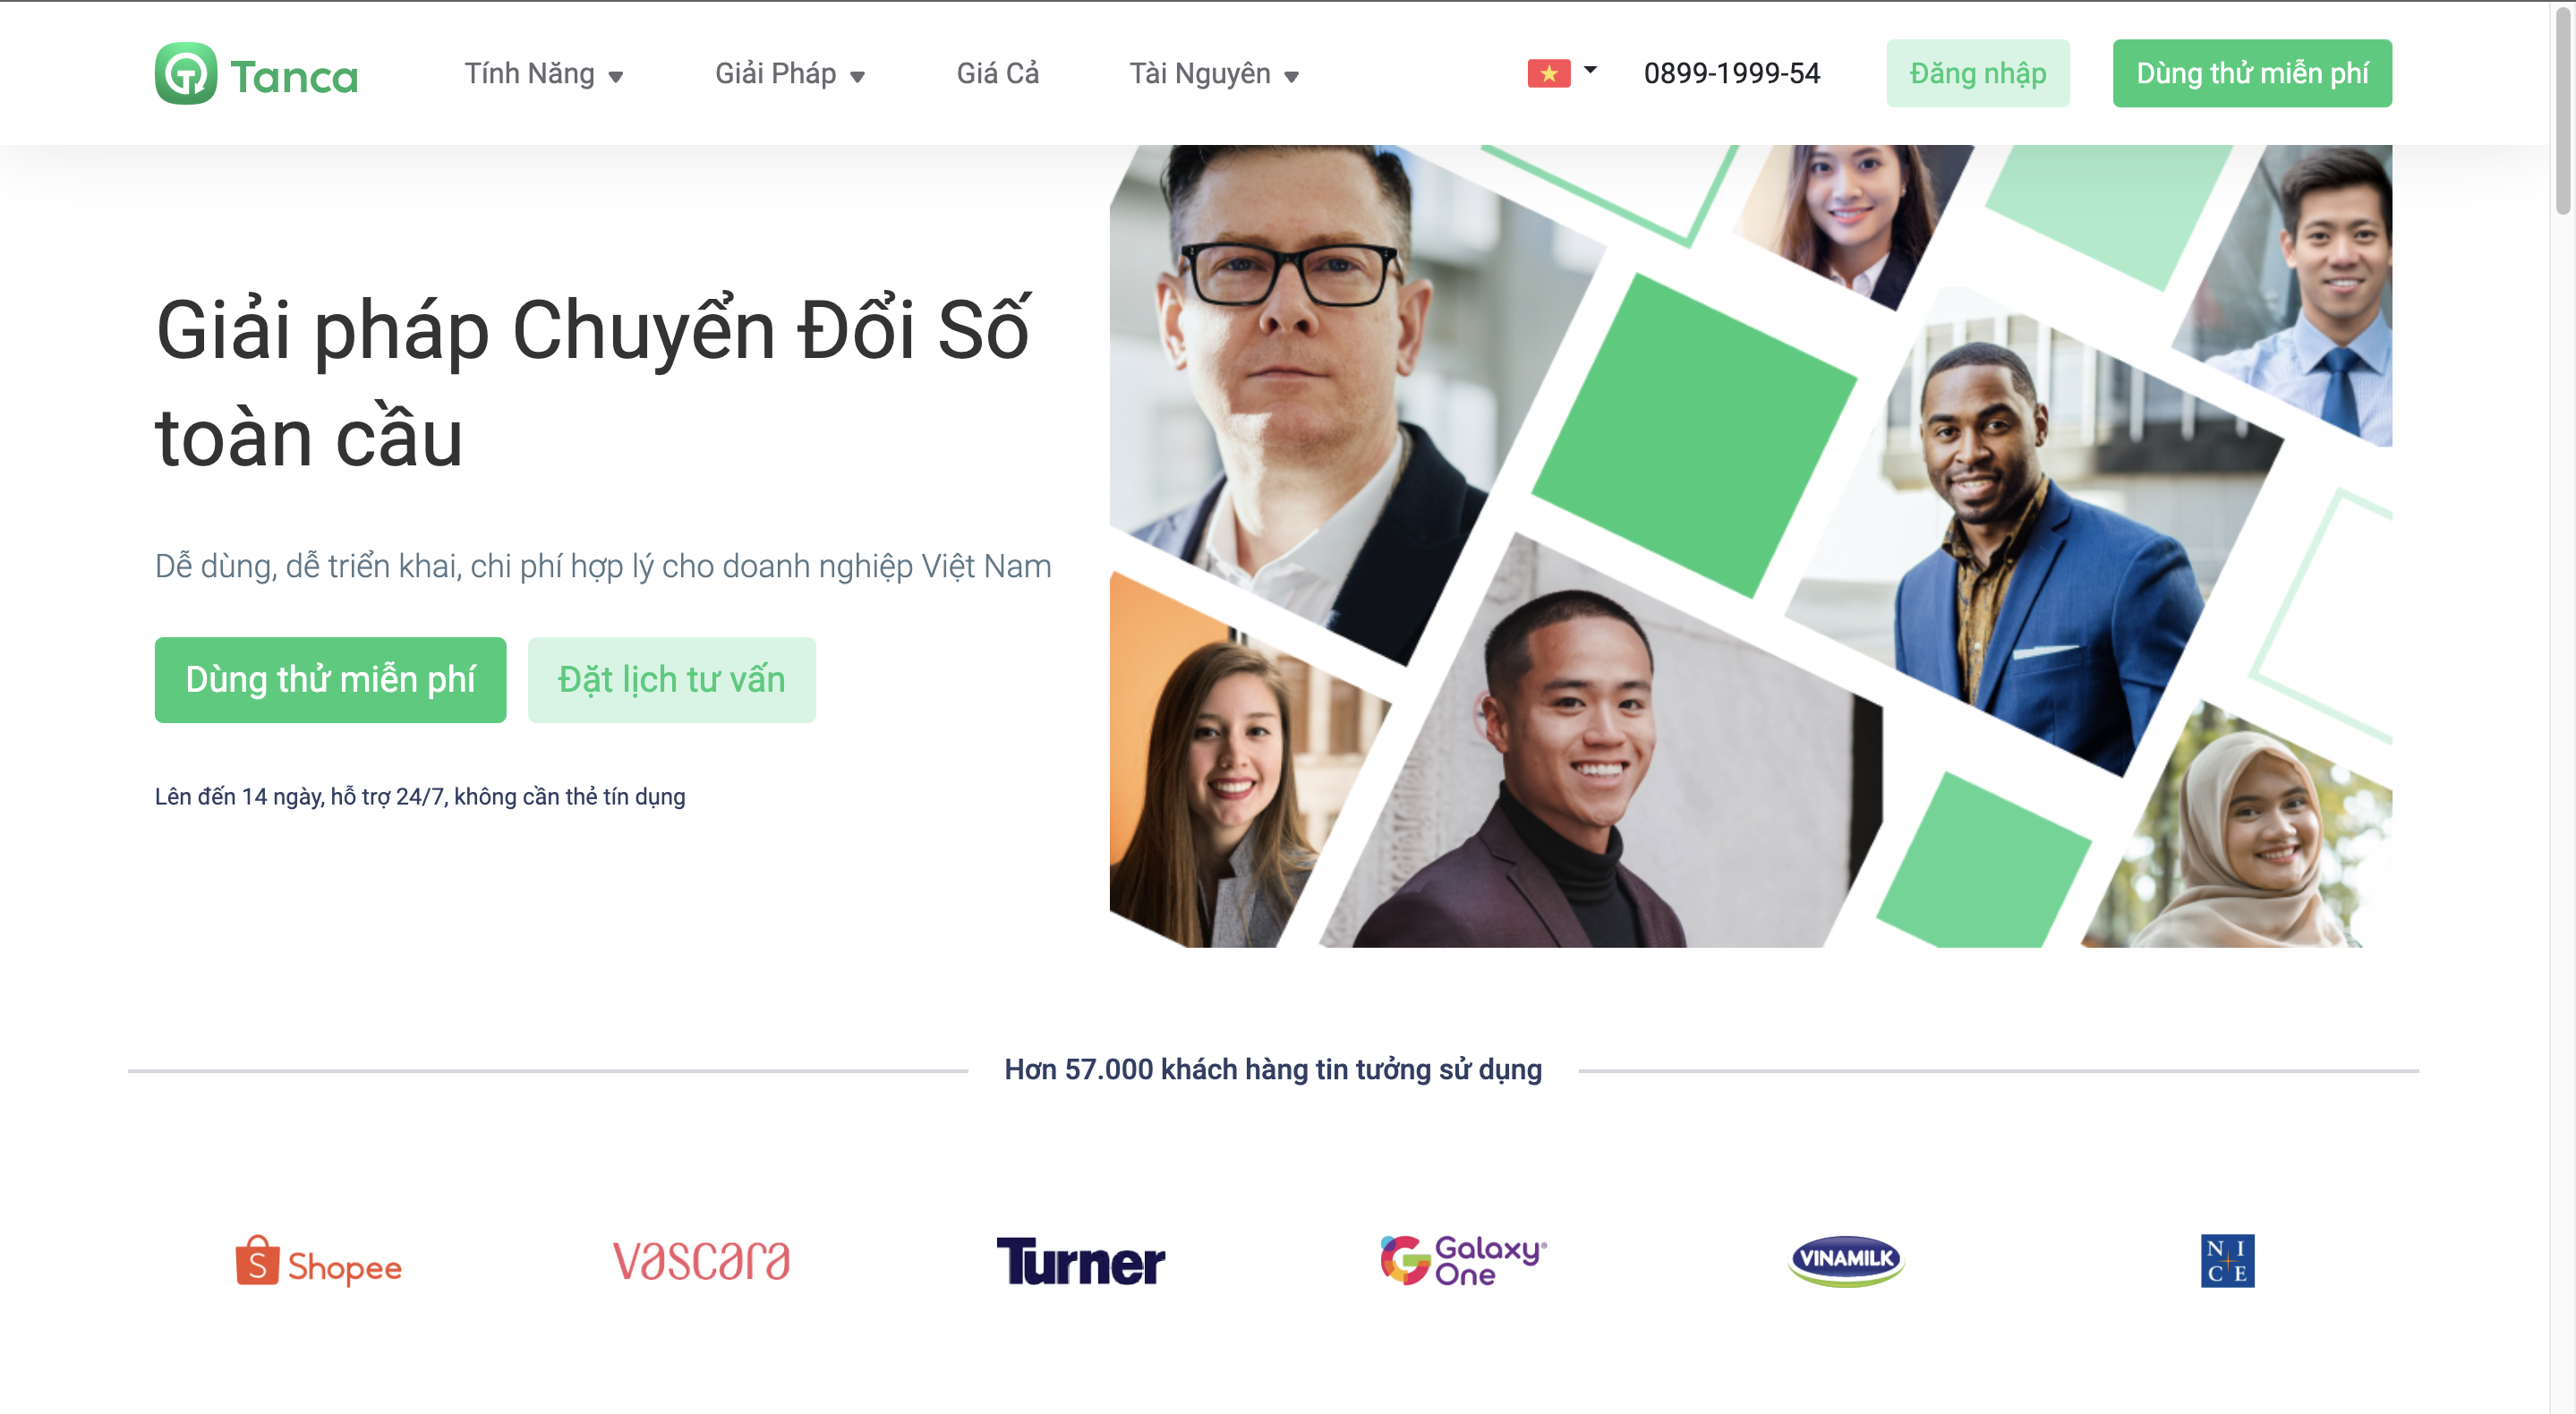 Tanca
Tính Năng
Giải Pháp
Giá Cả
Tài Nguyên
0899-1999-54
Đăng nhập
Dùng thử miễn phí
Giải pháp Chuyển Đổi Số
toàn cầu
Dễ dùng, dễ triển khai, chi phí hợp lý cho doanh nghiệp Việt Nam
Dùng thử miễn phí
Đặt lịch tư vấn
Lên đến 14 ngày, hỗ trợ 24/7, không cần thẻ tín dụng
Hơn 57.000 khách hàng tin tưởng sử dụng
S Shopee
VASCARA
Turner
Galaxy®
One
VINAMILK
NI
CE